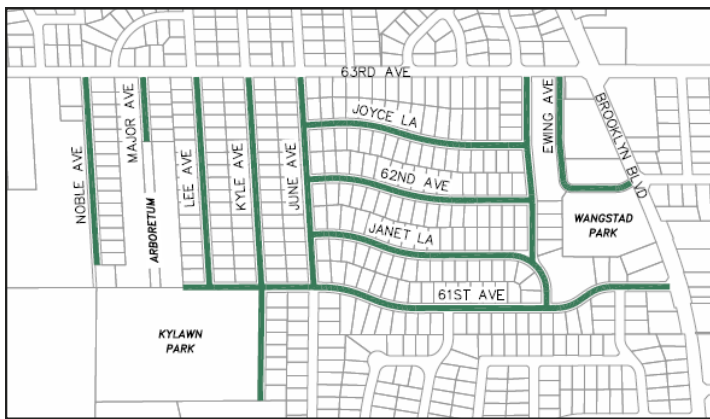 63RD AVE
JOYCE LA
62ND AVE
JANET LA
61ST AVE
NOBLE AVE
MAJOR AVE
ARBORETUM
LEE AVE
KYLE AVE
JUNE AVE
EWING AVE
BROOKLYN BLVD
WANGSTAD
PARK
KYLAWN
PARK